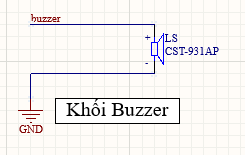 buzzer
+
LS
CST-931AP
-
GND
Khối Buzzer